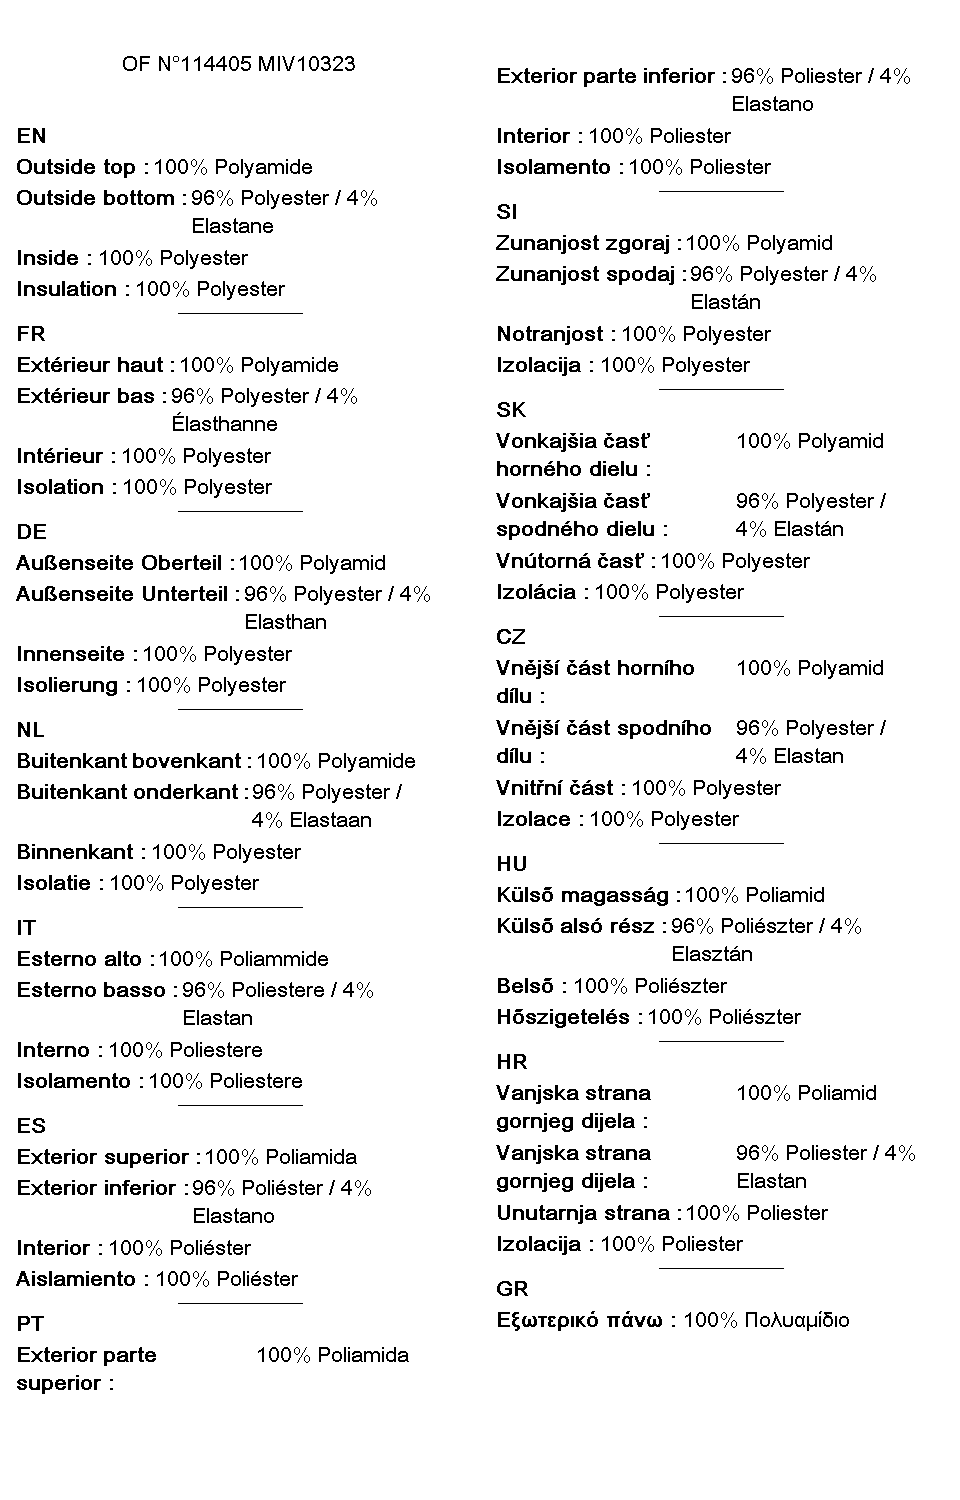 OF N°114405 MIV10323
EN
Outside top : 100% Polyamide
Outside bottom : 96% Polyester / 4%
Elastane
Inside : 100% Polyester
Insulation : 100% Polyester
FR
Extérieur haut : 100% Polyamide
Extérieur bas : 96% Polyester / 4%
Élasthanne
Intérieur : 100% Polyester
Isolation : 100% Polyester
DE
Außenseite Oberteil : 100% Polyamid
Außenseite Unterteil : 96% Polyester / 4%
Elasthan
Innenseite : 100% Polyester
Isolierung : 100% Polyester
NL
Buitenkant bovenkant : 100% Polyamide
Buitenkant onderkant : 96% Polyester /
4% Elastaan
Binnenkant : 100% Polyester
Isolatie : 100% Polyester
IT
Esterno alto : 100% Poliammide
Esterno basso : 96% Poliestere / 4%
Elastan
Interno : 100% Poliestere
Isolamento : 100% Poliestere
ES
Exterior superior : 100% Poliamida
Exterior inferior : 96% Poliéster / 4%
Elastano
Interior : 100% Poliéster
Aislamiento : 100% Poliéster
PT
Exterior parte 100% Poliamida
superior :
Exterior parte inferior : 96% Poliester / 4%
Elastano
Interior : 100% Poliester
Isolamento : 100% Poliester
SI
Zunanjost zgoraj : 100% Polyamid
Zunanjost spodaj : 96% Polyester / 4%
Elastán
Notranjost : 100% Polyester
Izolacija : 100% Polyester
SK
Vonkajšia časť 100% Polyamid
horného dielu :
Vonkajšia časť 96% Polyester /
spodného dielu : 4% Elastán
Vnútorná časť : 100% Polyester
Izolácia : 100% Polyester
CZ
Vnější část horního 100% Polyamid
dílu :
Vnější část spodního 96% Polyester /
dílu : 4% Elastan
Vnitřní část : 100% Polyester
Izolace : 100% Polyester
HU
Külső magasság : 100% Poliamid
Külső alsó rész : 96% Poliészter / 4%
Elasztán
Belső : 100% Poliészter
Hőszigetelés : 100% Poliészter
HR
Vanjska strana 100% Poliamid
gornjeg dijela :
Vanjska strana 96% Poliester / 4%
gornjeg dijela : Elastan
Unutarnja strana : 100% Poliester
Izolacija : 100% Poliester
GR
Εξωτερικό πάνω : 100% Πολυαμίδιο